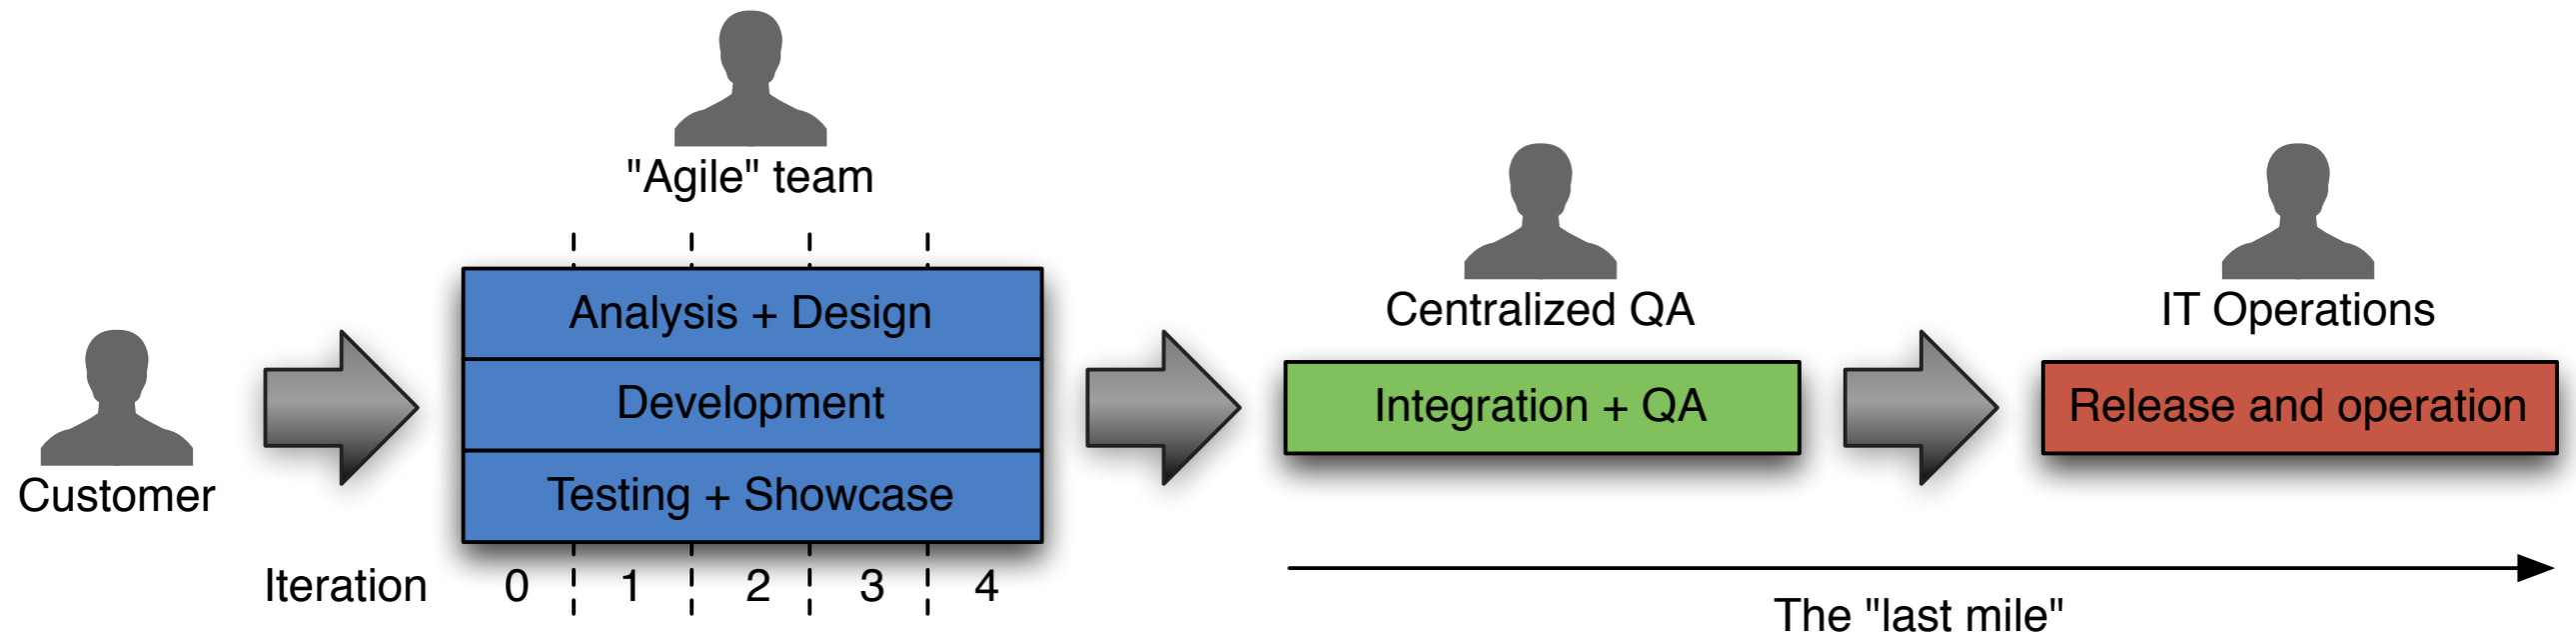 "Agile" team
Customer
Analysis + Design
Development
Testing + Showcase
Iteration 0 1 2 3 4
Centralized QA
Integration + QA
IT Operations
Release and operation
The "last mile"